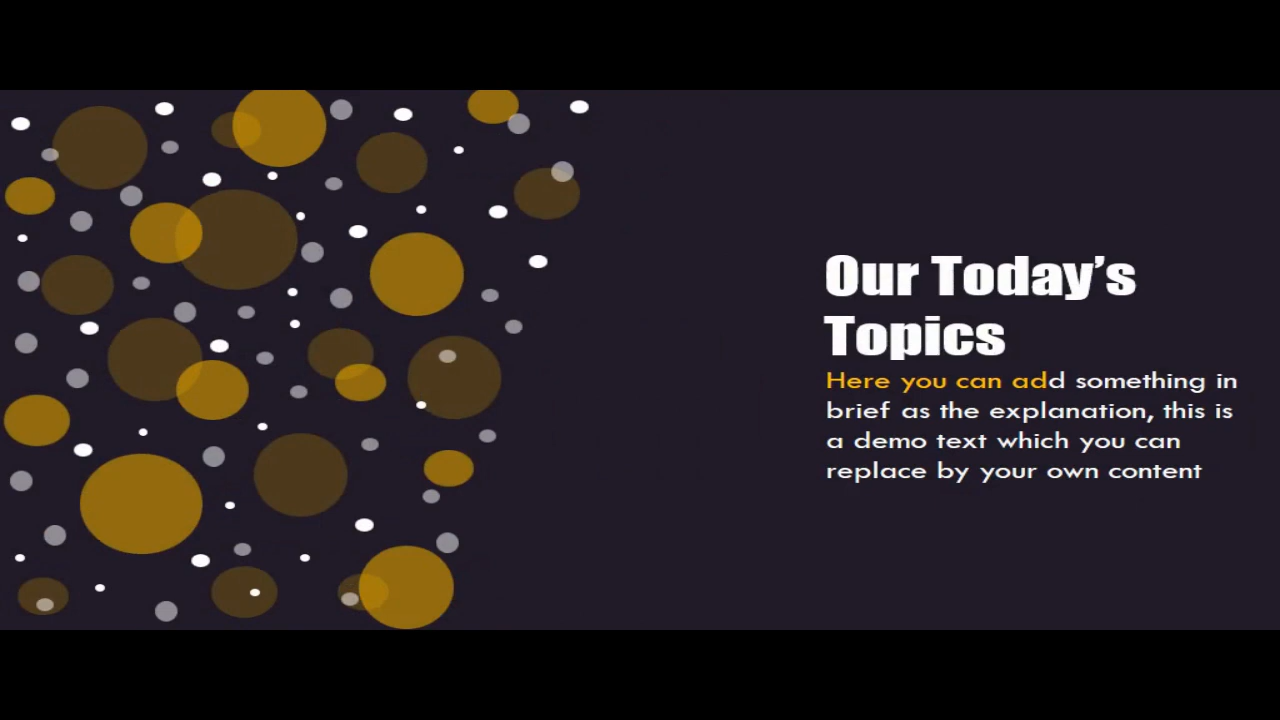 Our Today’s
Topics
Here you can add something in
brief as the explanation, this is
a demo text which you can
replace by your own content